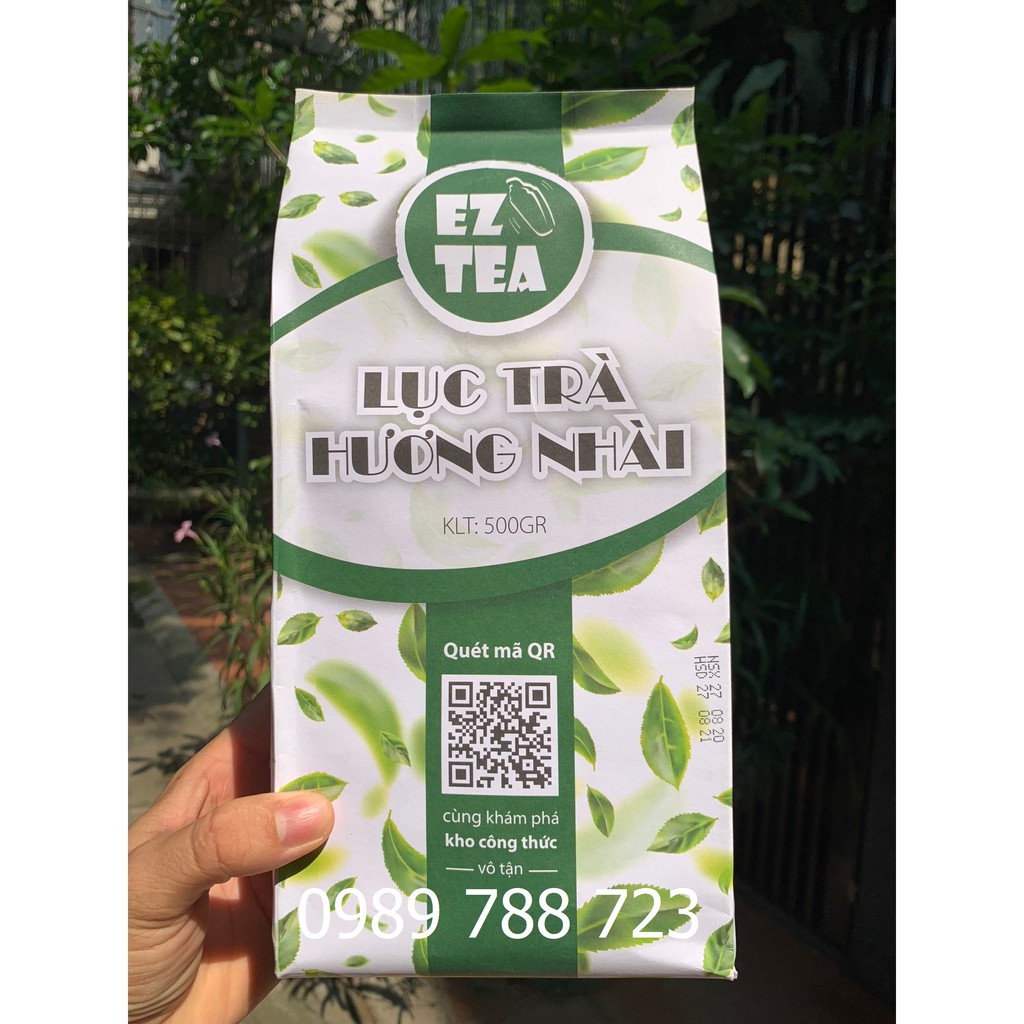 EZ
TEA
LỤC TRÀ
HƯƠNG NHÀI
KLT: 500GR
Quét mã QR
cùng khám phá
kho công thức
vô tận
NSX 27 08 20
HSD 27 08 21
0989 788 723